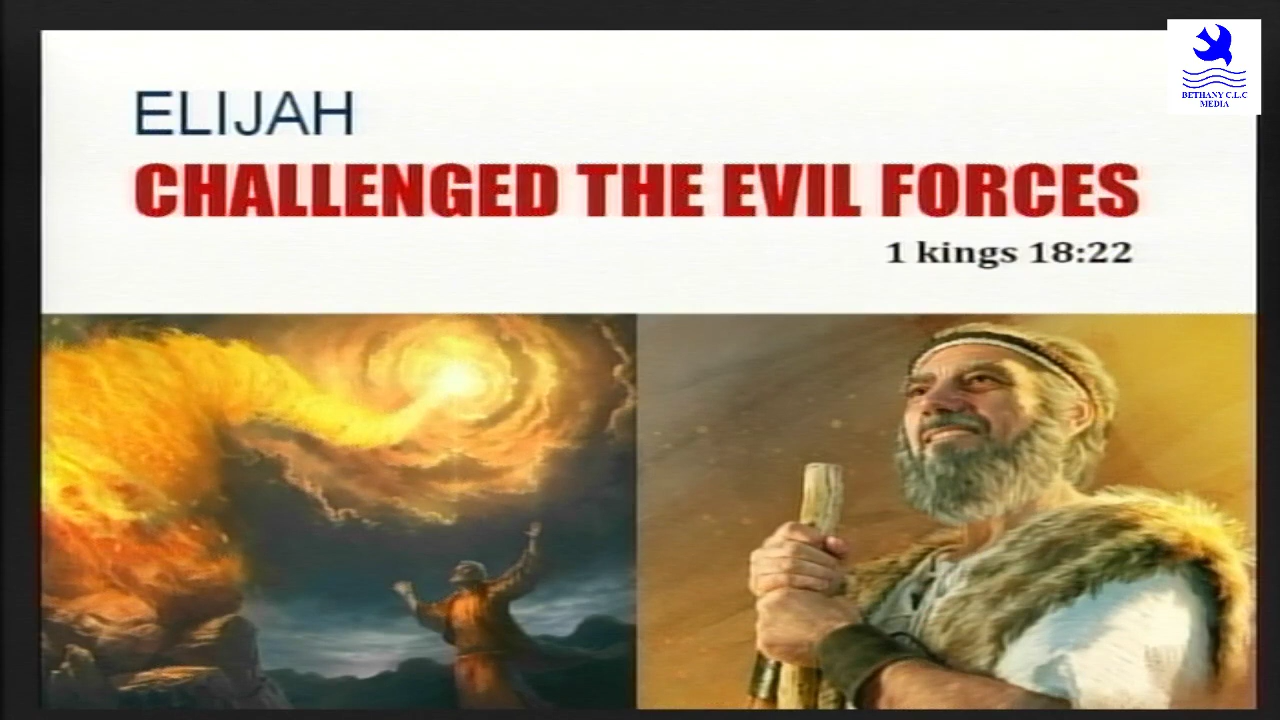 ELIJAH
CHALLENGED THE EVIL FORCES
1 kings 18:22
BETHANY C.L.C
MEDIA